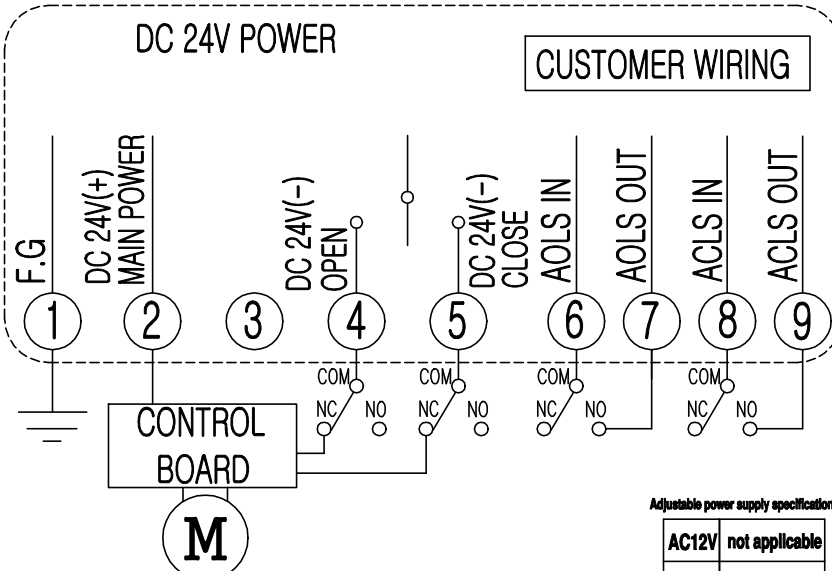 DC 24V POWER
CUSTOMER WIRING
F.G
DC 24V(+)
MAIN POWER
DC 24V(-)
OPEN
DC 24V(-)
CLOSE
AOLS IN
AOLS OUT
ACLS IN
ACLS OUT
1 2 3 4 5 6 7 8 9
COM COM COM COM
NC NO NC NO NC NO NC NO
CONTROL
BOARD
M
Adjustable power supply specification
AC12V not applicable